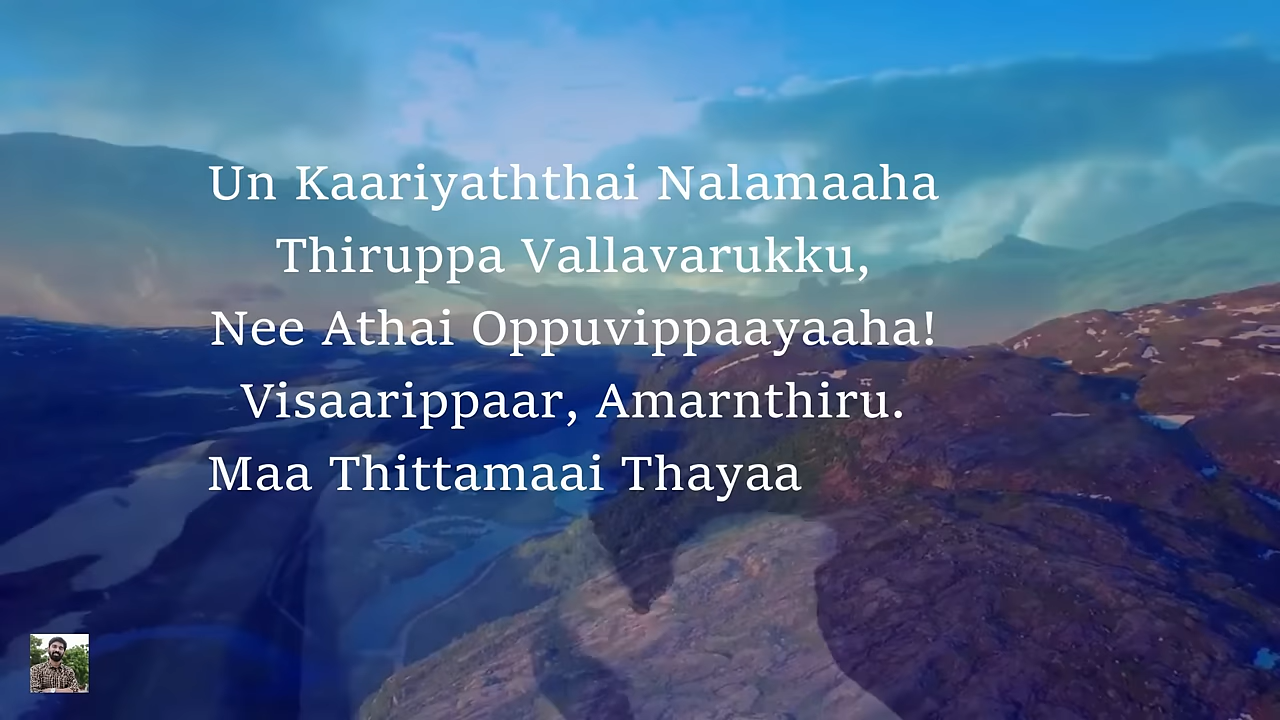 Un Kaariyaththai Nalamaaha
Thiruppa Vallavarukku,
Nee Athai Oppuvippaayaaha!
Visaarippaar, Amarnthiru.
Maa Thittamaai Thayaa